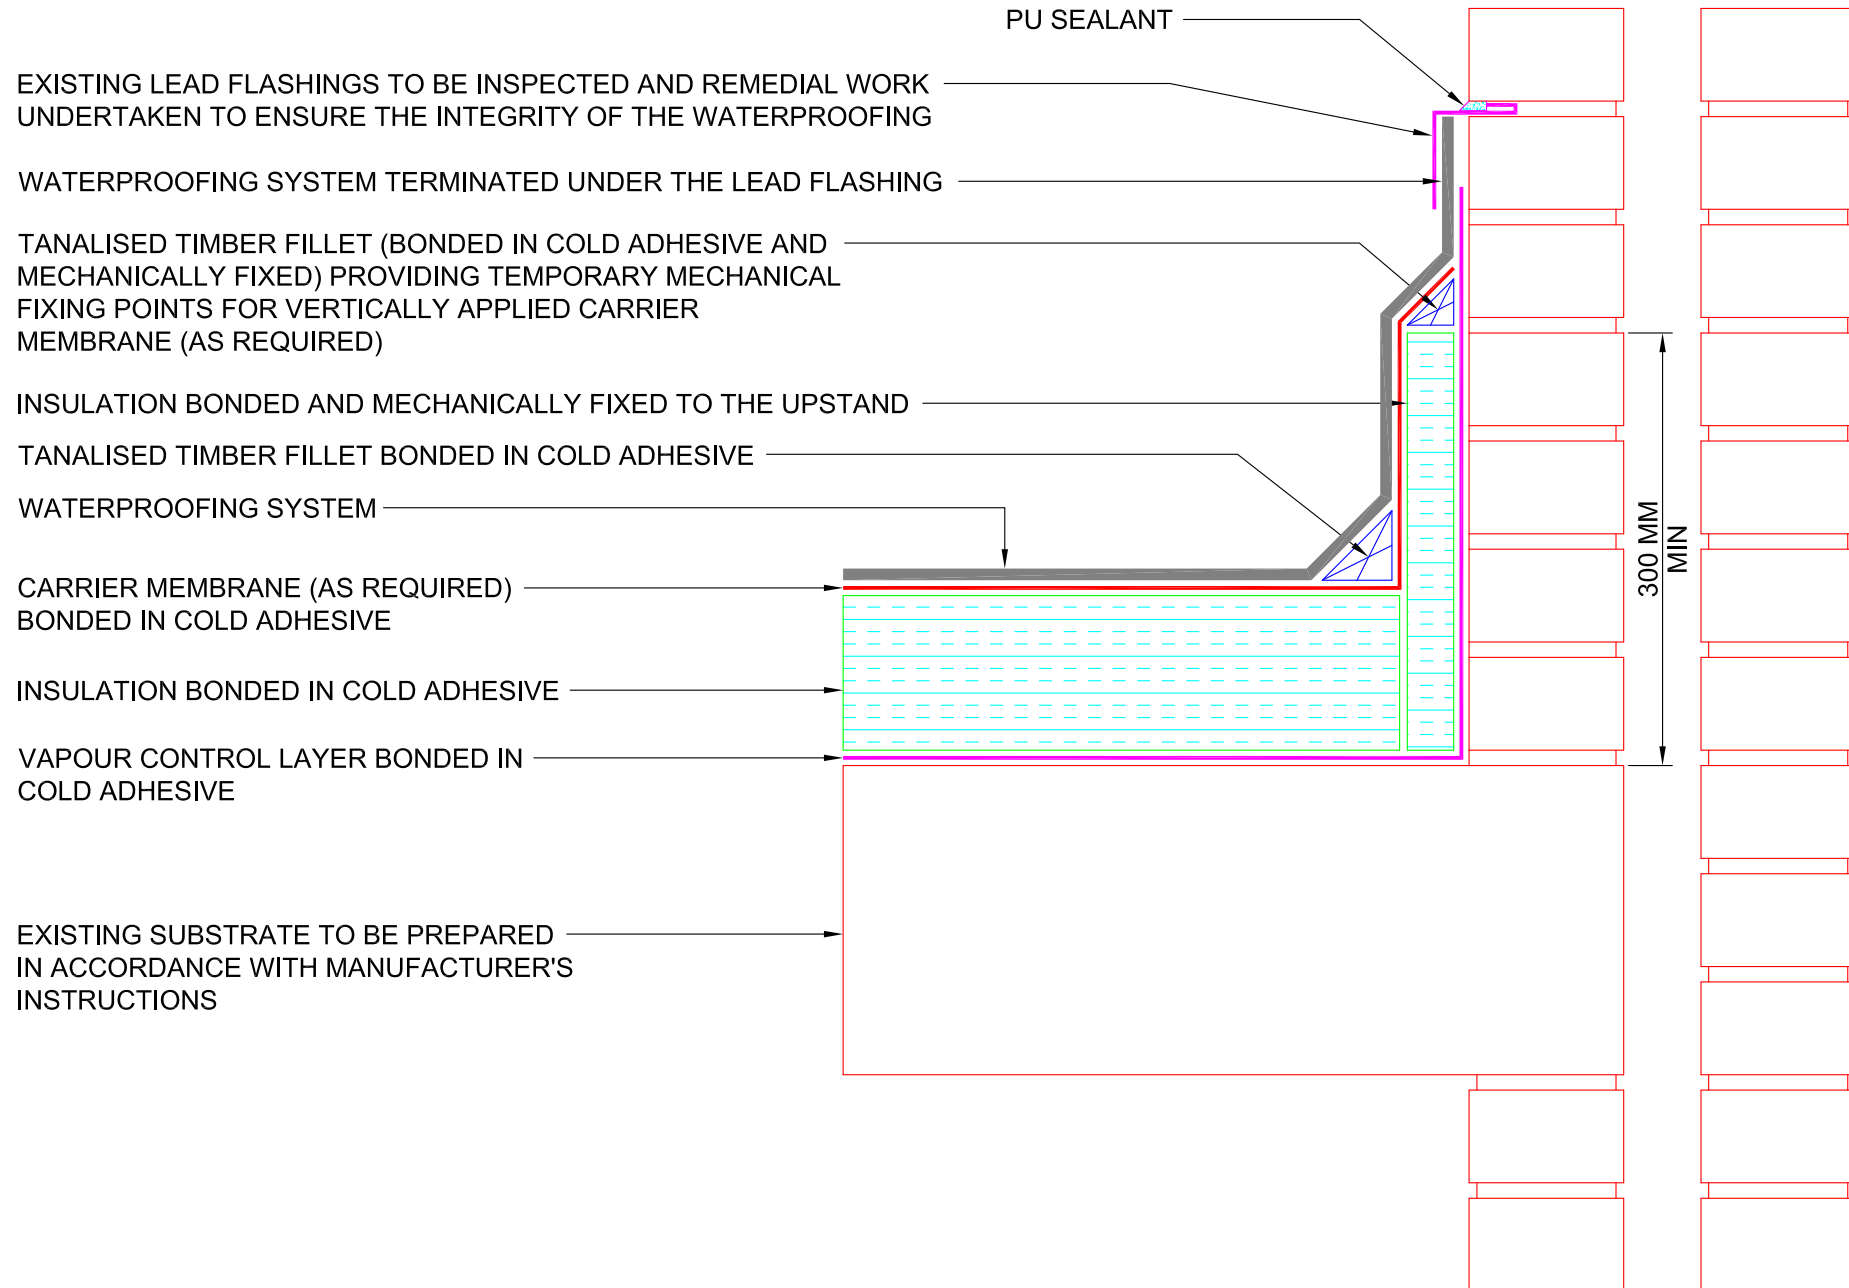 PU SEALANT
EXISTING LEAD FLASHINGS TO BE INSPECTED AND REMEDIAL WORK
UNDERTAKEN TO ENSURE THE INTEGRITY OF THE WATERPROOFING
WATERPROOFING SYSTEM TERMINATED UNDER THE LEAD FLASHING
TANALISED TIMBER FILLET (BONDED IN COLD ADHESIVE AND
MECHANICALLY FIXED) PROVIDING TEMPORARY MECHANICAL
FIXING POINTS FOR VERTICALLY APPLIED CARRIER
MEMBRANE (AS REQUIRED)
INSULATION BONDED AND MECHANICALLY FIXED TO THE UPSTAND
TANALISED TIMBER FILLET BONDED IN COLD ADHESIVE
WATERPROOFING SYSTEM
CARRIER MEMBRANE (AS REQUIRED)
BONDED IN COLD ADHESIVE
INSULATION BONDED IN COLD ADHESIVE
VAPOUR CONTROL LAYER BONDED IN
COLD ADHESIVE
EXISTING SUBSTRATE TO BE PREPARED
IN ACCORDANCE WITH MANUFACTURER'S
INSTRUCTIONS
300 MM
MIN